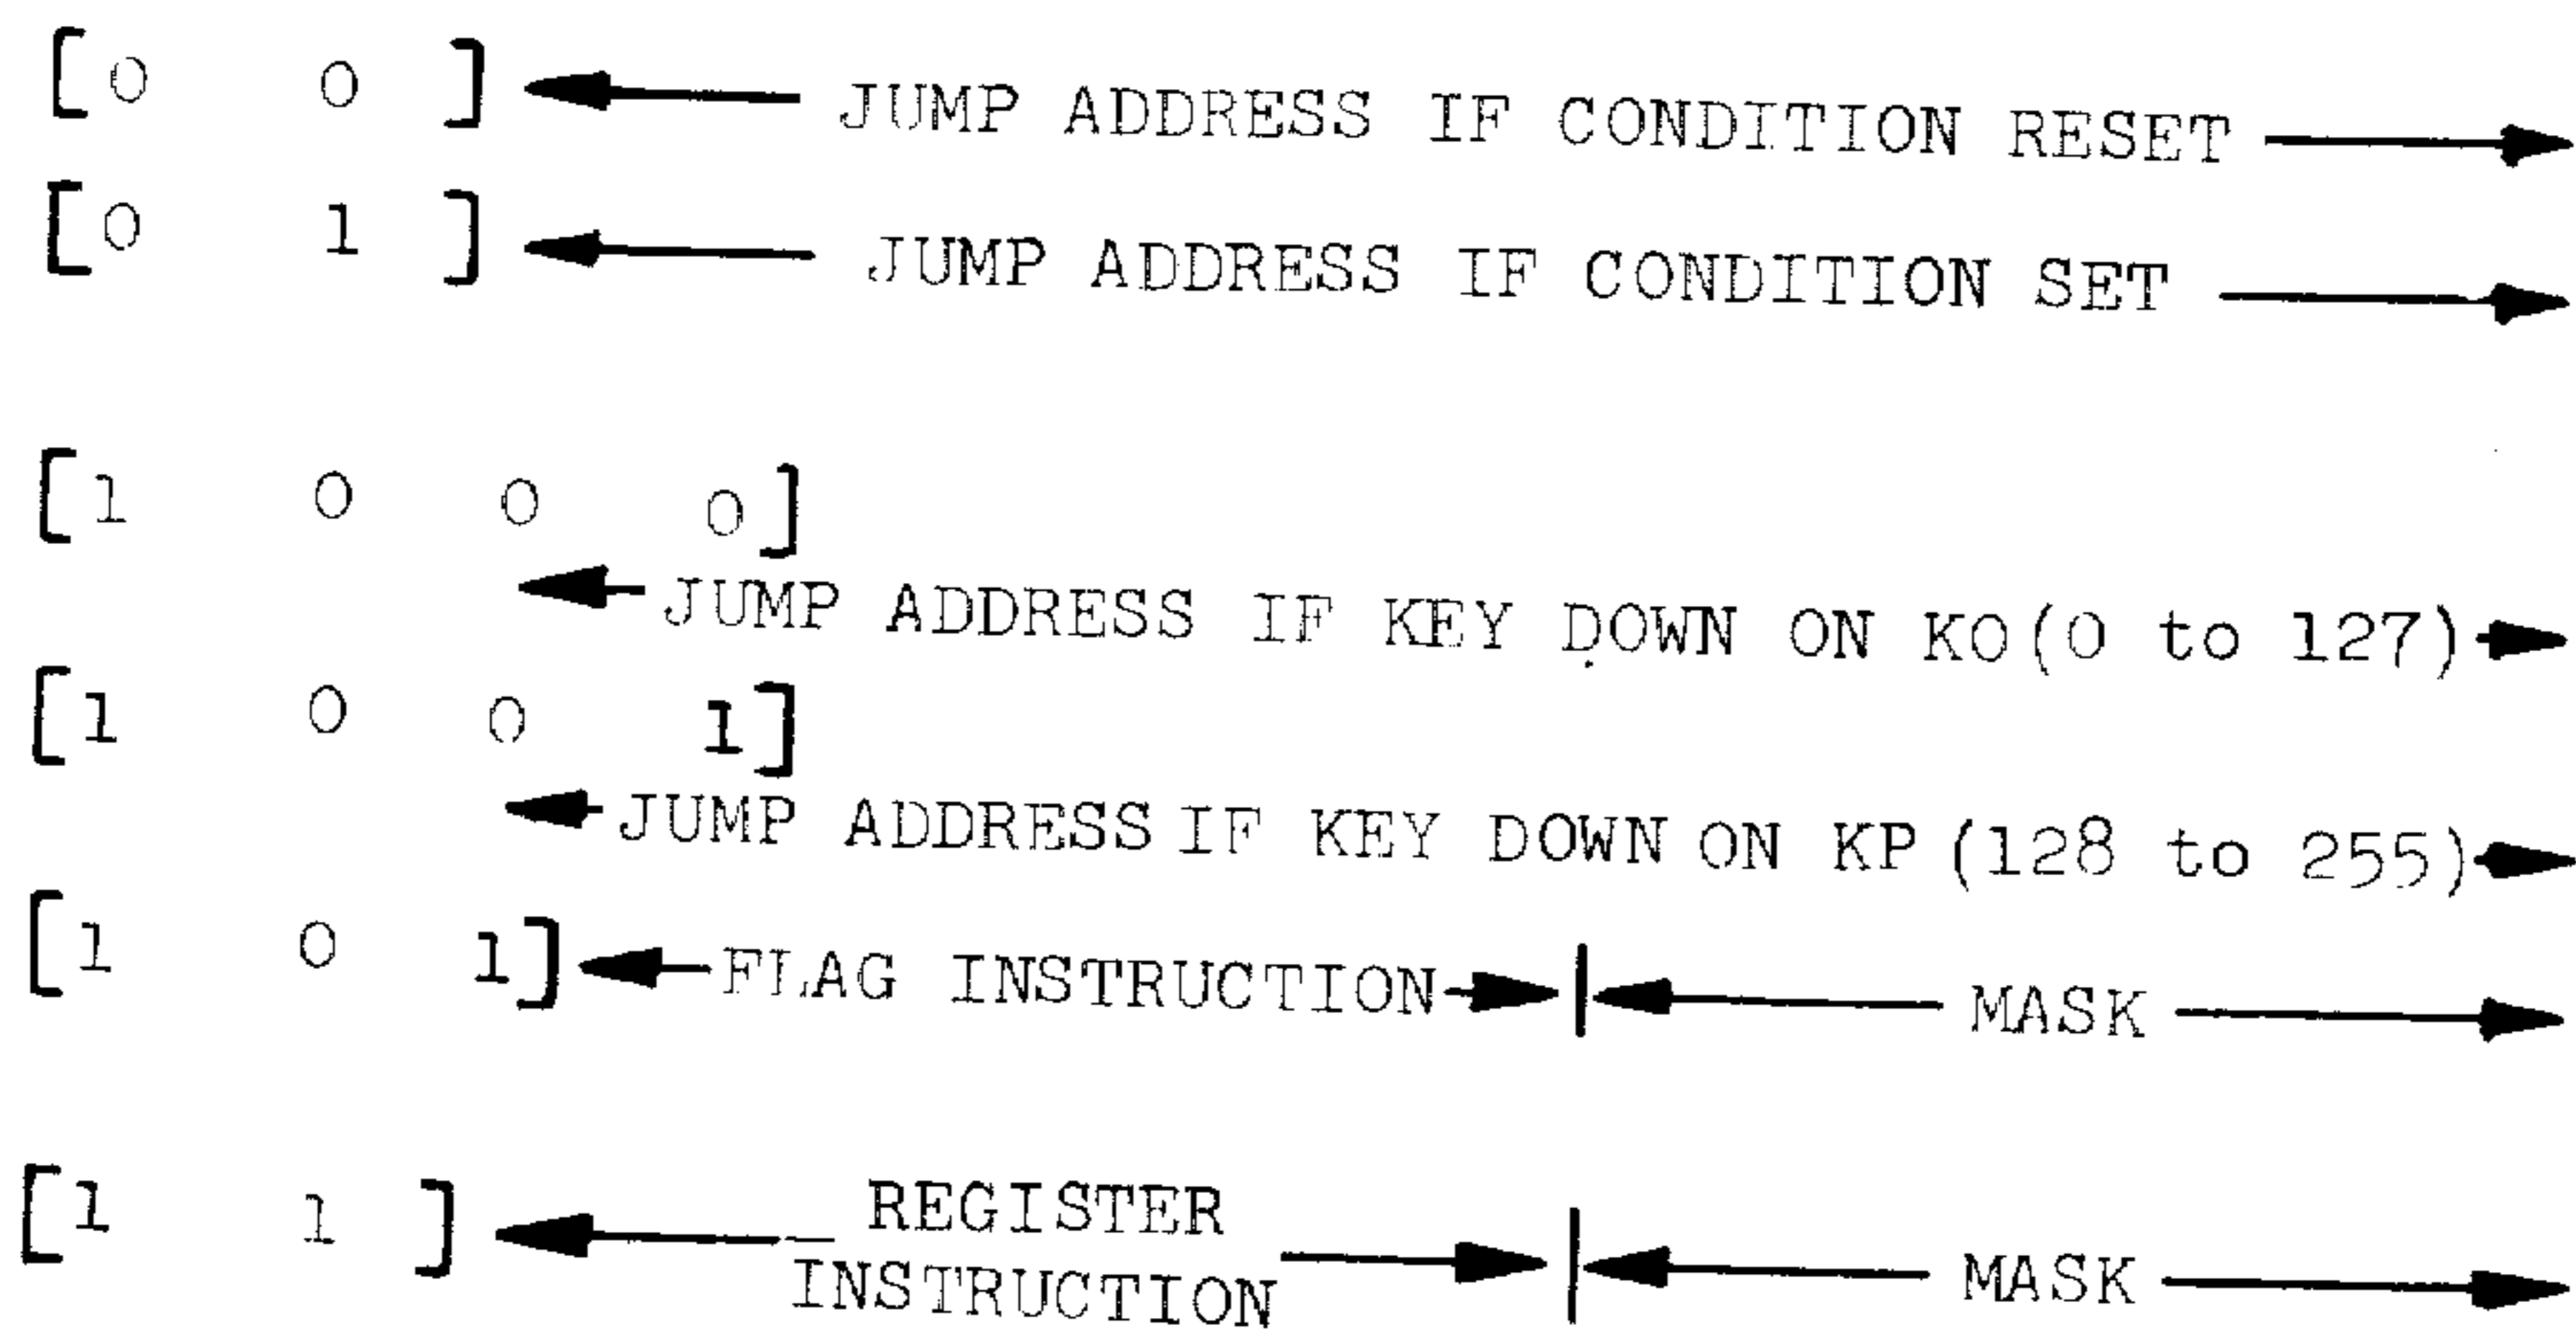 [0 0 ] JUMP ADDRESS IF CONDITION RESET
[0 1 ] JUMP ADDRESS IF CONDITION SET
[1 0 0 0]
JUMP ADDRESS IF KEY DOWN ON KO(0 to 127)
[1 0 0 1]
JUMP ADDRESS IF KEY DOWN ON KP (128 to 255)
[1 0 1] FLAG INSTRUCTION | MASK
[1 1 ] REGISTER INSTRUCTION | MASK